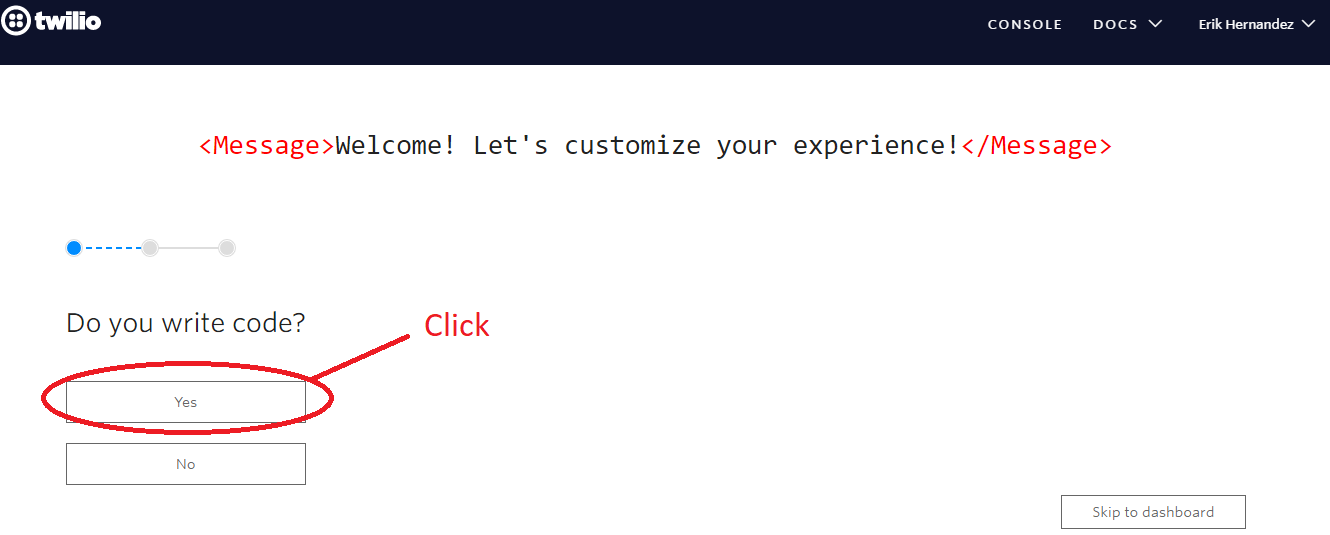 twilio
CONSOLE DOCS Erik Hernandez
<Message>Welcome! Let's customize your experience!</Message>
Do you write code?
Click
Yes
No
Skip to dashboard